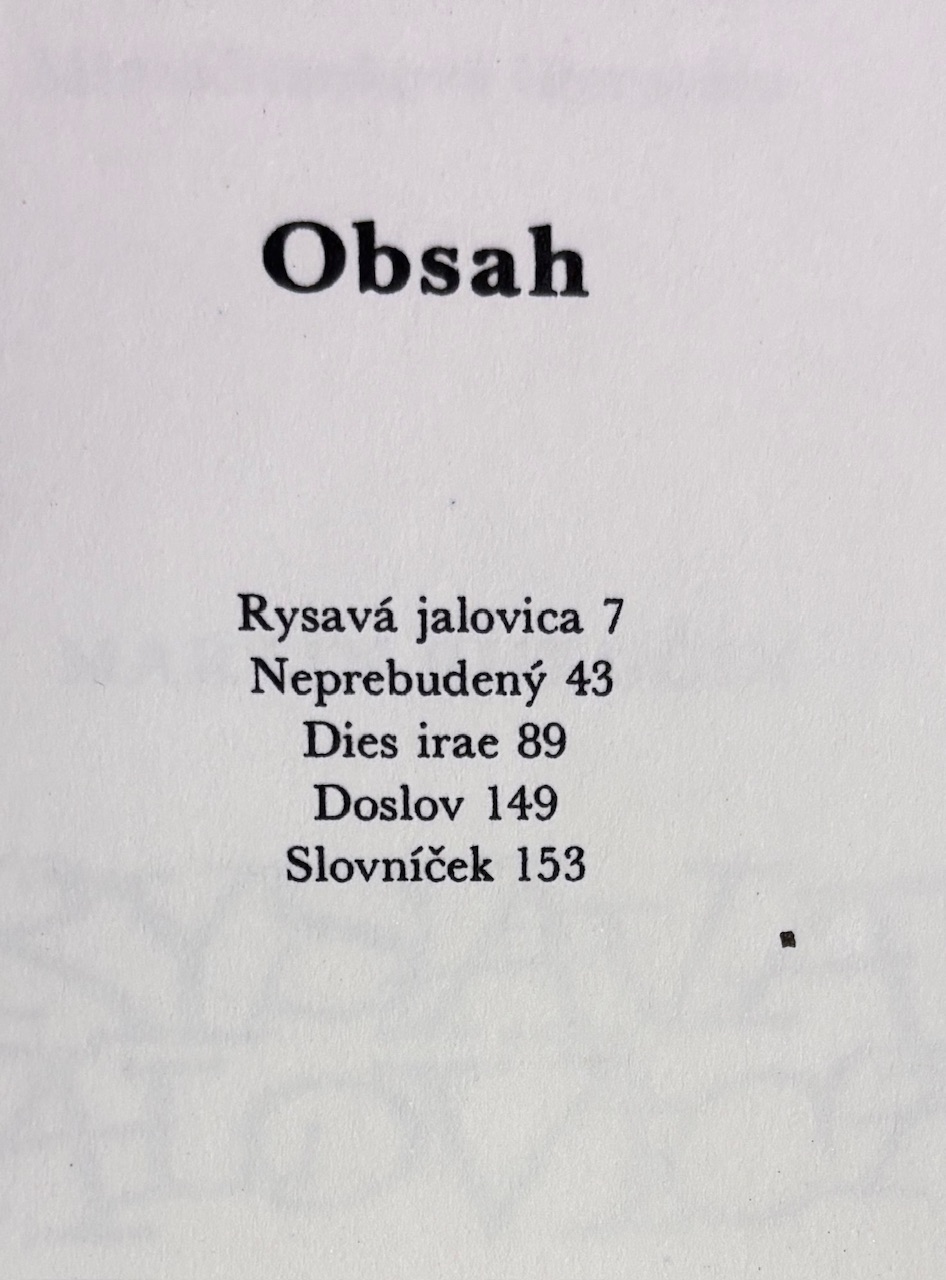 Obsah
Rysavá jalovica 7
Neprebudený 43
Dies irae 89
Doslov 149
Slovníček 153